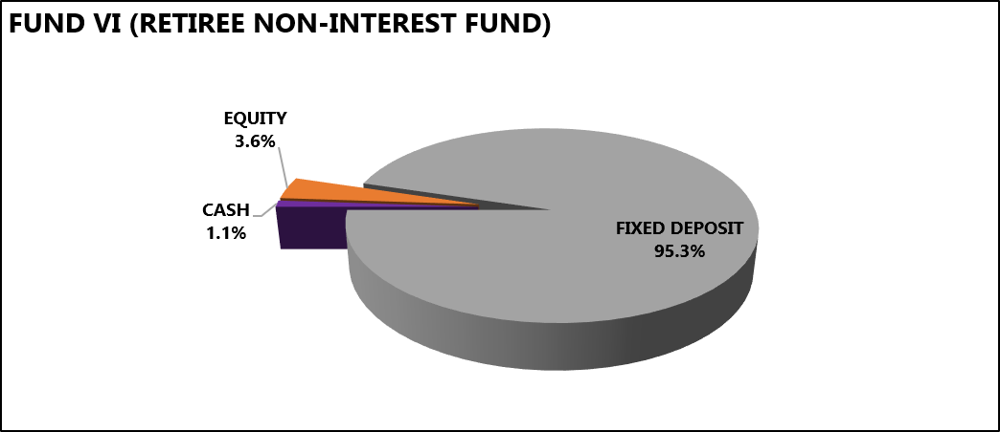 FUND VI (RETIREE NON-INTEREST FUND)
EQUITY
3.6%
CASH
1.1%
FIXED DEPOSIT
95.3%